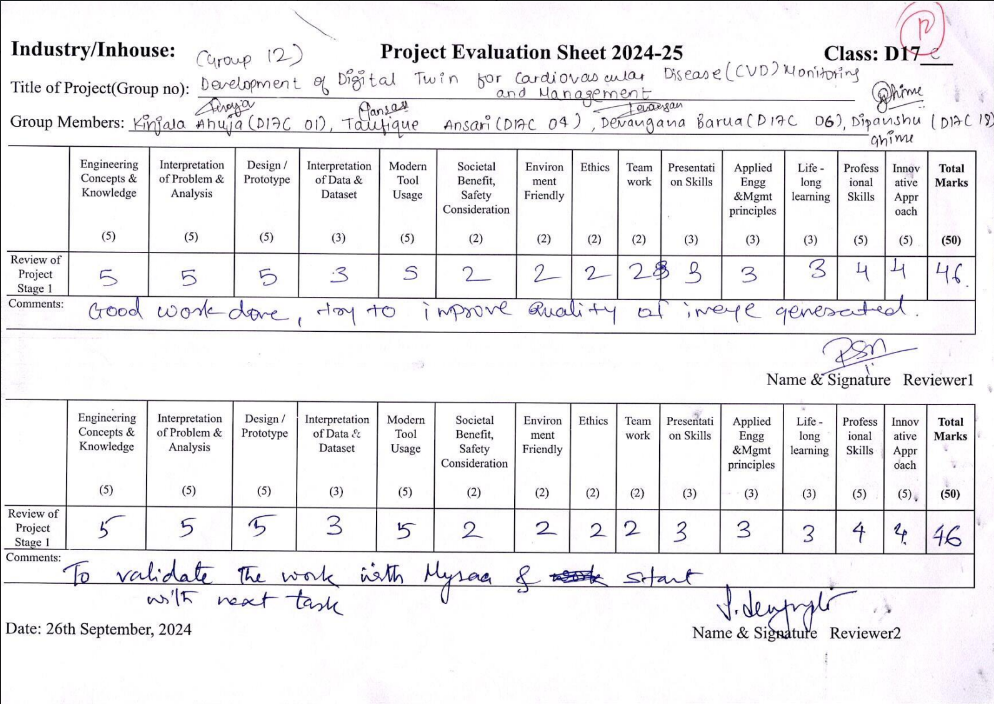 12
Industry/Inhouse: (Group 12) Project Evaluation Sheet 2024-25 Class: D17 C
Title of Project(Group no): Development of Digital Twin for Cardiovascular Disease (CVD) Monitoring
and Management
Group Members: Kinjala Ahuja (D17C 01), Taufique Ansari (D17C 04), Devangana Barua (D17C 06), Dipanshu (D17C 18)
Ghime
Engineering Concepts & Knowledge (5) Interpretation of Problem & Analysis (5) Design / Prototype (5) Interpretation of Data & Dataset (3) Modern Tool Usage (5) Societal Benefit, Safety Consideration (2) Environ ment Friendly (2) Ethics (2) Team work (2) Presentati on Skills (3) Applied Engg &Mgmt principles (3) Life - long learning (3) Profess ional Skills (5) Innov ative Appr oach (5) Total Marks (50)
Review of Project Stage 1 5 5 5 3 5 2 2 2 2 3 3 3 4 4 46
Comments: Good work done, try to improve quality of image generated.
Name & Signature Reviewer1
Engineering Concepts & Knowledge (5) Interpretation of Problem & Analysis (5) Design / Prototype (5) Interpretation of Data & Dataset (3) Modern Tool Usage (5) Societal Benefit, Safety Consideration (2) Environ ment Friendly (2) Ethics (2) Team work (2) Presentati on Skills (3) Applied Engg &Mgmt principles (3) Life - long learning (3) Profess ional Skills (5) Innov ative Appr oach (5) Total Marks (50)
Review of Project Stage 1 5 5 5 3 5 2 2 2 2 3 3 3 4 4 46
Comments: To validate the work with & start
with next task
Date: 26th September, 2024 Name & Signature Reviewer2